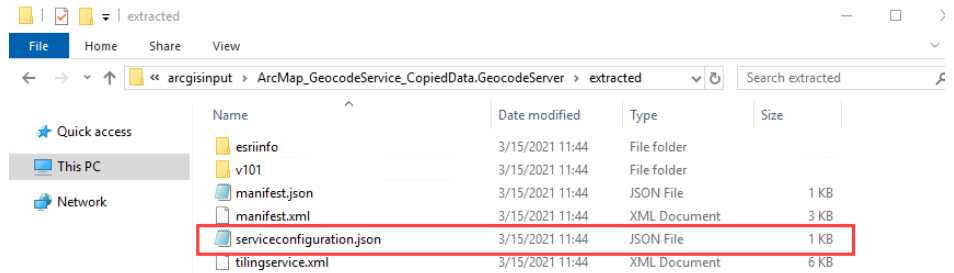 extracted
File Home Share View
« arcgisinput > ArcMap_GeocodeService_CopiedData.GeocodeServer > extracted
Search extracted
Name Date modified Type Size
Quick access
This PC
Network
esriinfo 3/15/2021 11:44 File folder
v101 3/15/2021 11:44 File folder
manifest.json 3/15/2021 11:44 JSON File 1 KB
manifest.xml 3/15/2021 11:44 XML Document 3 KB
serviceconfiguration.json 3/15/2021 11:44 JSON File 1 KB
tilingservice.xml 3/15/2021 11:44 XML Document 6 KB